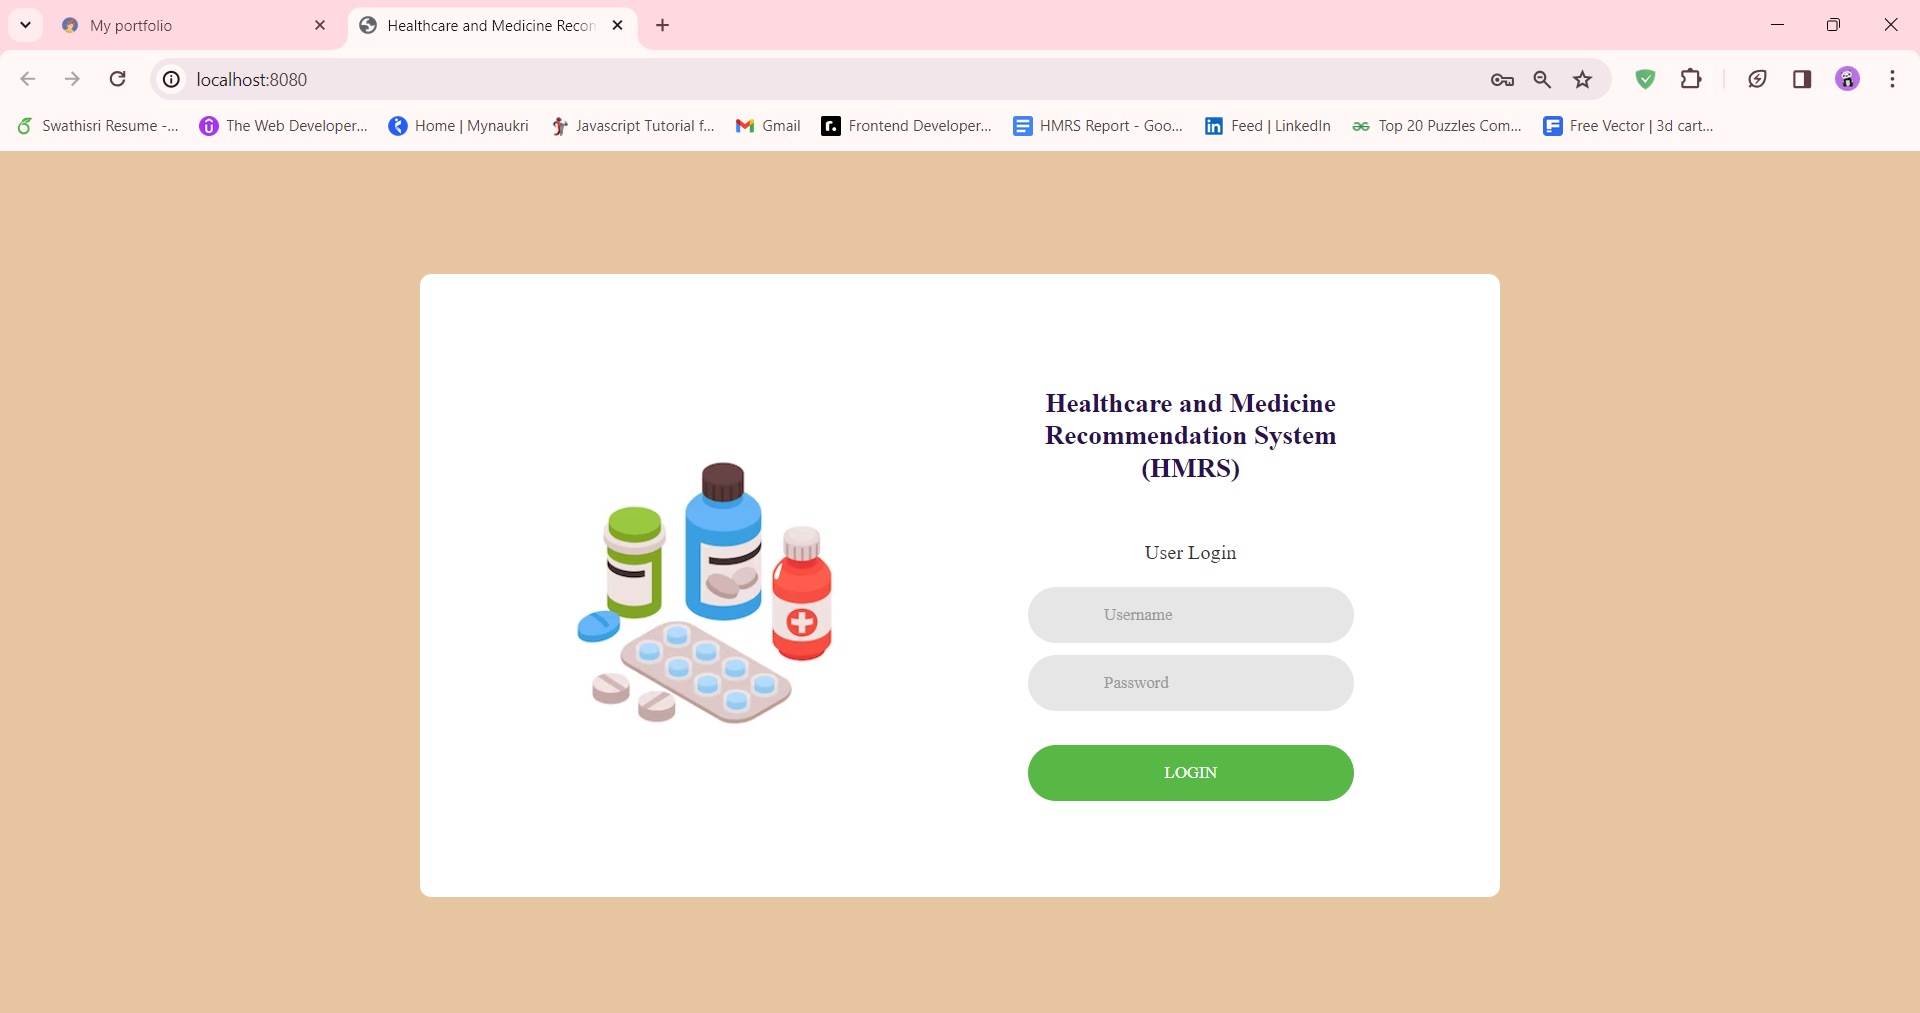 My portfolio
Healthcare and Medicine Recon
localhost:8080
Swathisri Resume -...
The Web Developer...
Home | Mynaukri
Javascript Tutorial f...
Gmail
Frontend Developer...
HMRS Report - Goo...
Feed | LinkedIn
Top 20 Puzzles Com...
Free Vector | 3d cart...
Healthcare and Medicine
Recommendation System
(HMRS)
User Login
Username
Password
LOGIN